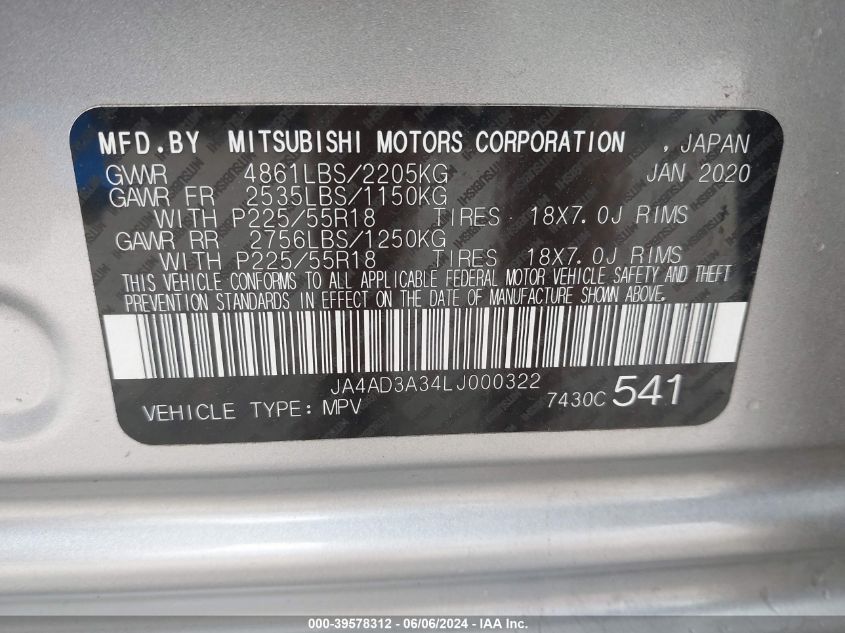 MFD.BY MITSUBISHI MOTORS CORPORATION , JAPAN
GVWR 4861LBS/2205KG JAN 2020
GAWR FR 2535LBS/1150KG
WITH P225/55R18 TIRES 18X7.0J RIMS
GAWR RR 2756LBS/1250KG
WITH P225/55R18 TIRES 18X7.0J RIMS
THIS VEHICLE CONFORMS TO ALL APPLICABLE FEDERAL MOTOR VEHICLE SAFETY AND THEFT
PREVENTION STANDARDS IN EFFECT ON THE DATE OF MANUFACTURE SHOWN ABOVE.
JA4AD3A34LJ000322
VEHICLE TYPE: MPV 7430C 541
000-39578312 - 06/06/2024 - IAA Inc.